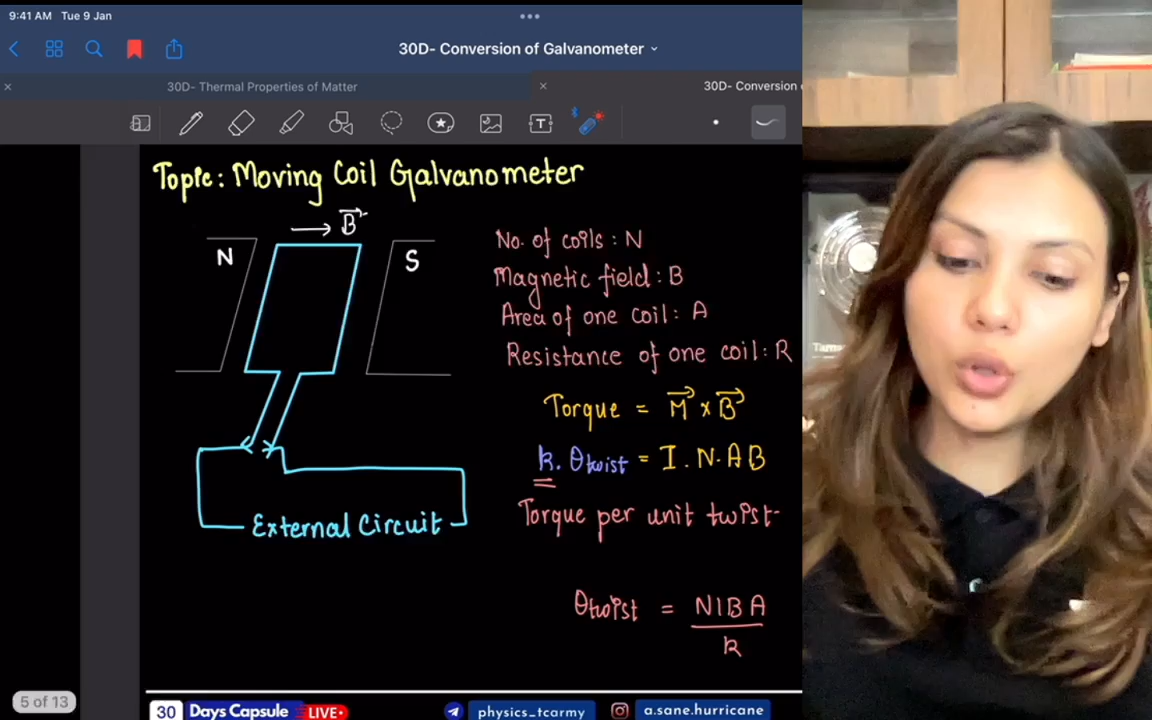 9:41 AM Tue 9 Jan
30D- Conversion of Galvanometer
30D- Thermal Properties of Matter
30D- Conversion
Topic: Moving Coil Galvanometer
B
N
S
No. of coils : N
Magnetic field : B
Area of one coil : A
Resistance of one coil : R
Torque = M × B
k. θtwist = I . N . A B
Torque per unit twist
θtwist = NIBA
k
External Circuit
5 of 13
30 Days Capsule LIVE
physics_tcarmy
a.sane.hurricane